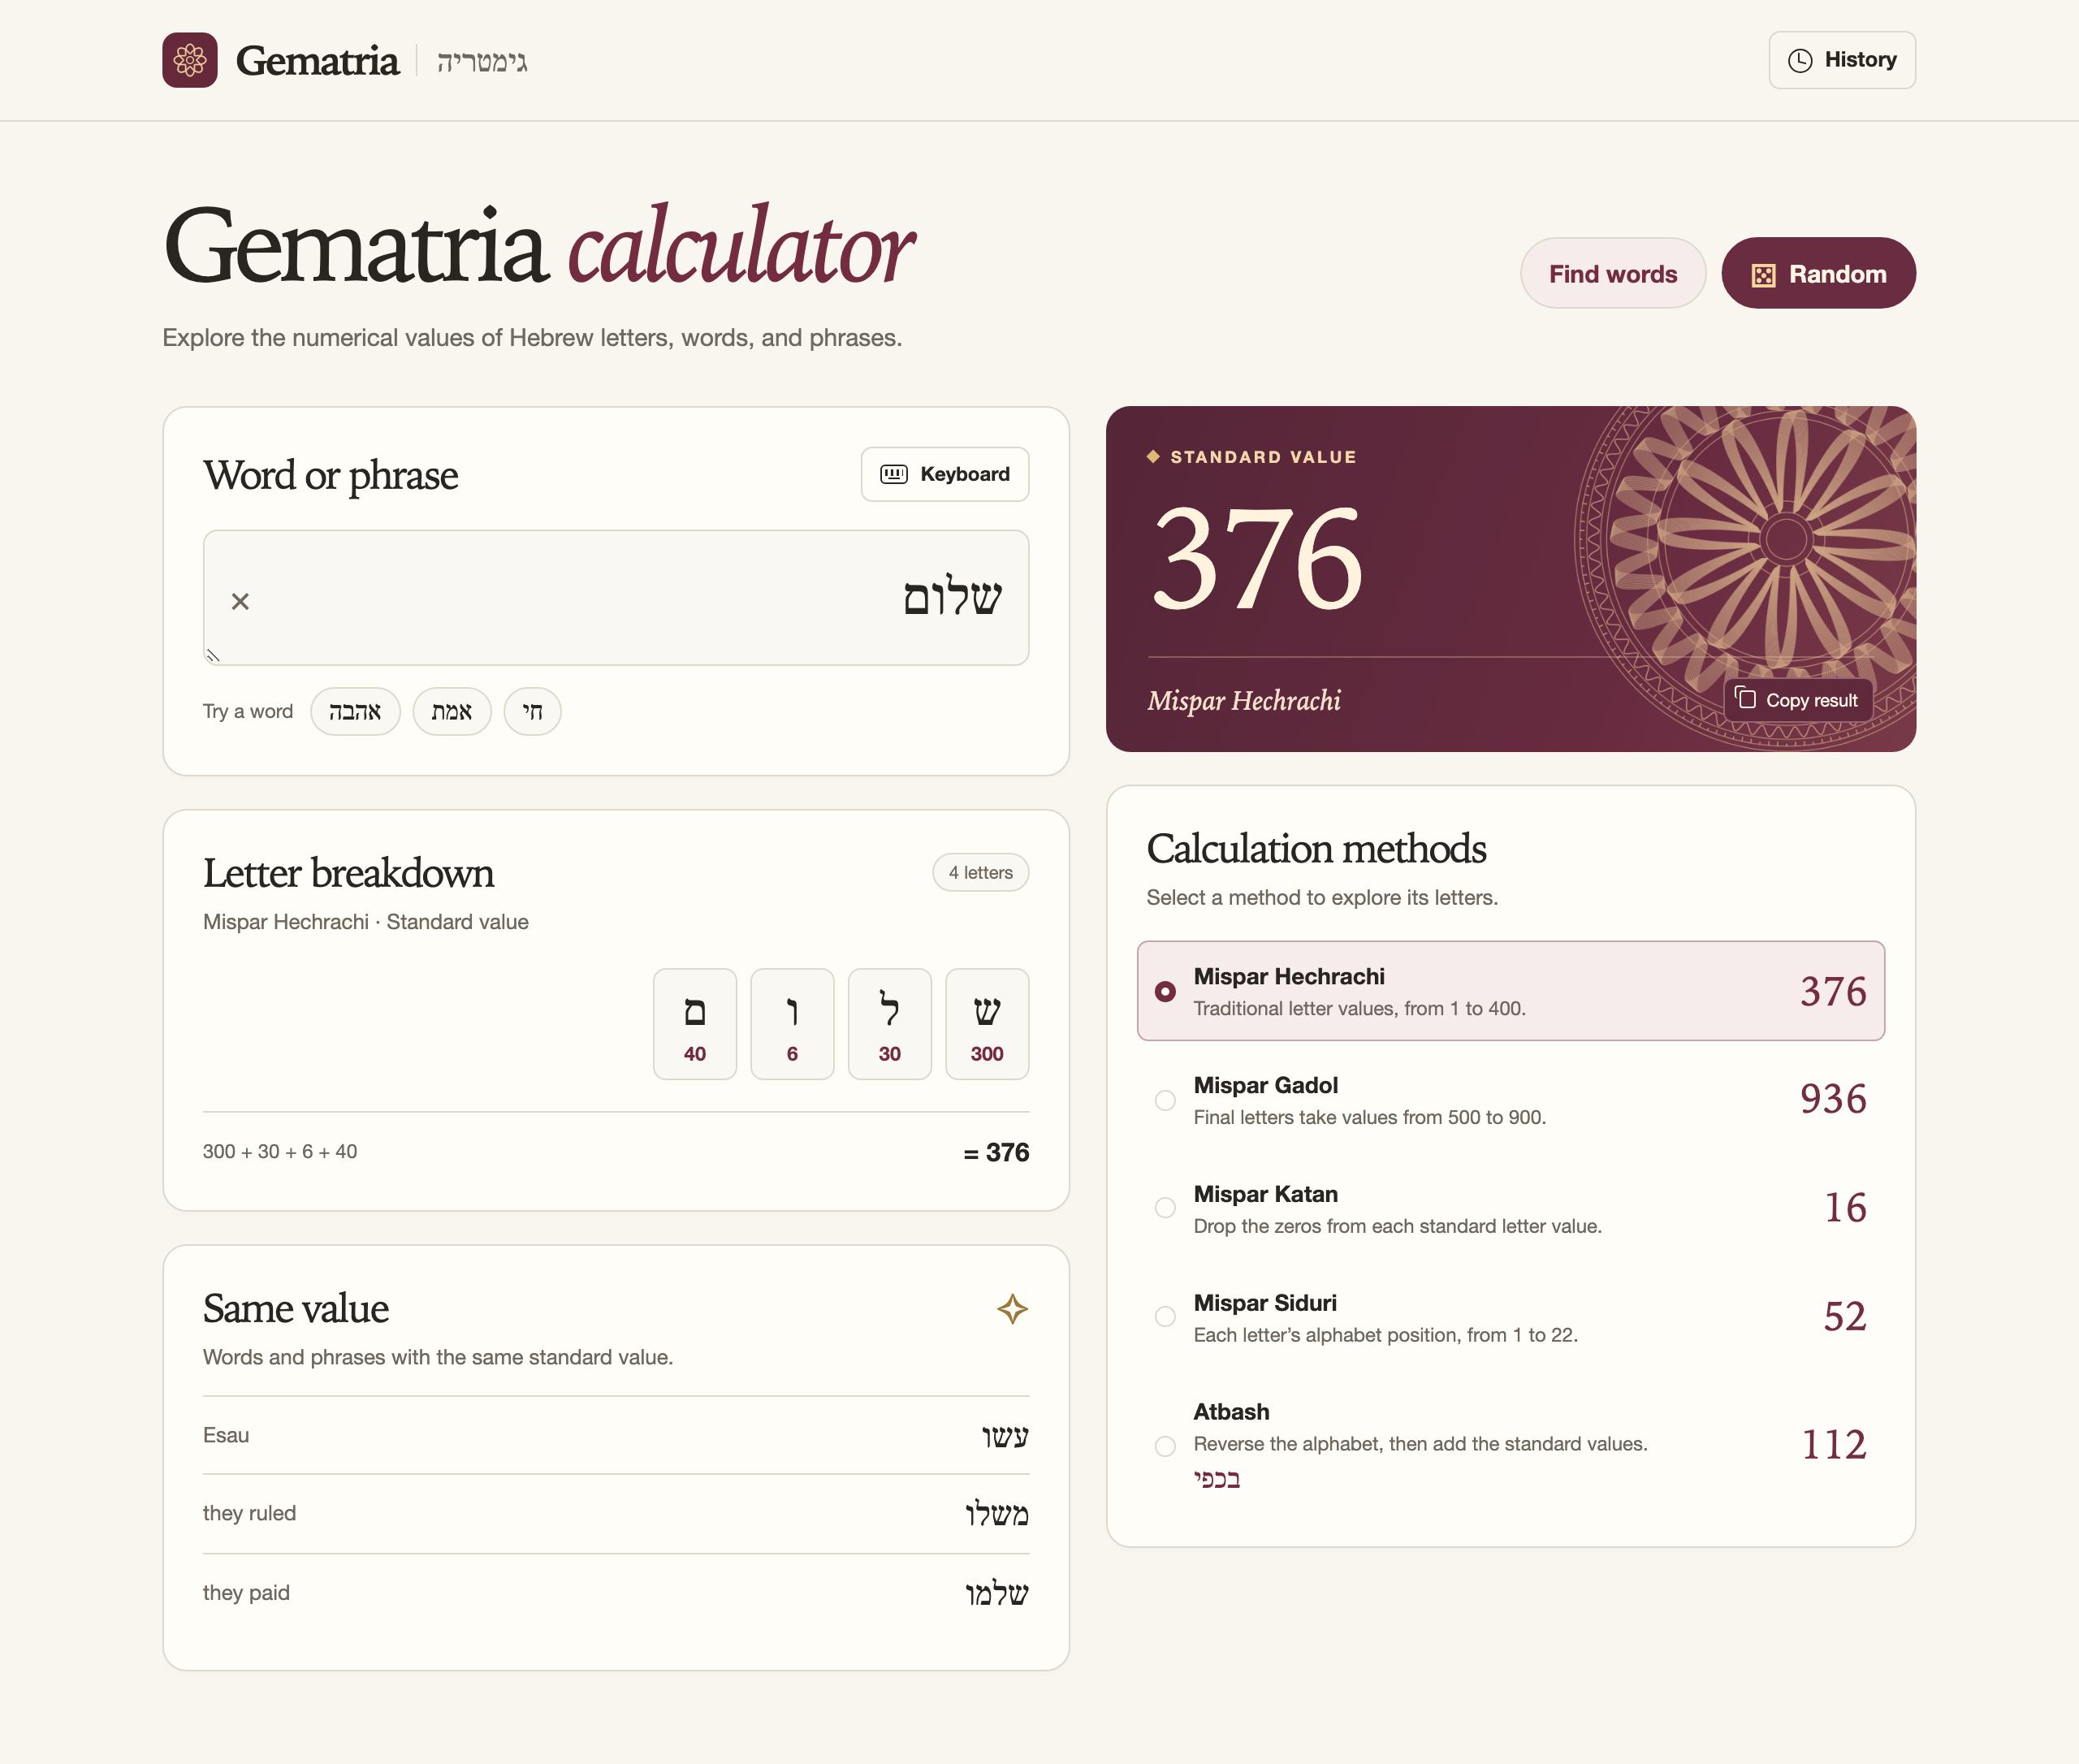 Gematria גימטריה
History
Gematria calculator
Explore the numerical values of Hebrew letters, words, and phrases.
Find words
Random
Word or phrase
Keyboard
שלום
Try a word אהבה אמת חי
Letter breakdown
4 letters
Mispar Hechrachi · Standard value
ש ל ו ם
300 30 6 40
300 + 30 + 6 + 40 = 376
Same value
Words and phrases with the same standard value.
Esau עשו
they ruled משלו
they paid שלמו
STANDARD VALUE
376
Mispar Hechrachi
Copy result
Calculation methods
Select a method to explore its letters.
Mispar Hechrachi
Traditional letter values, from 1 to 400.
376
Mispar Gadol
Final letters take values from 500 to 900.
936
Mispar Katan
Drop the zeros from each standard letter value.
16
Mispar Siduri
Each letter’s alphabet position, from 1 to 22.
52
Atbash
Reverse the alphabet, then add the standard values.
בכפי
112